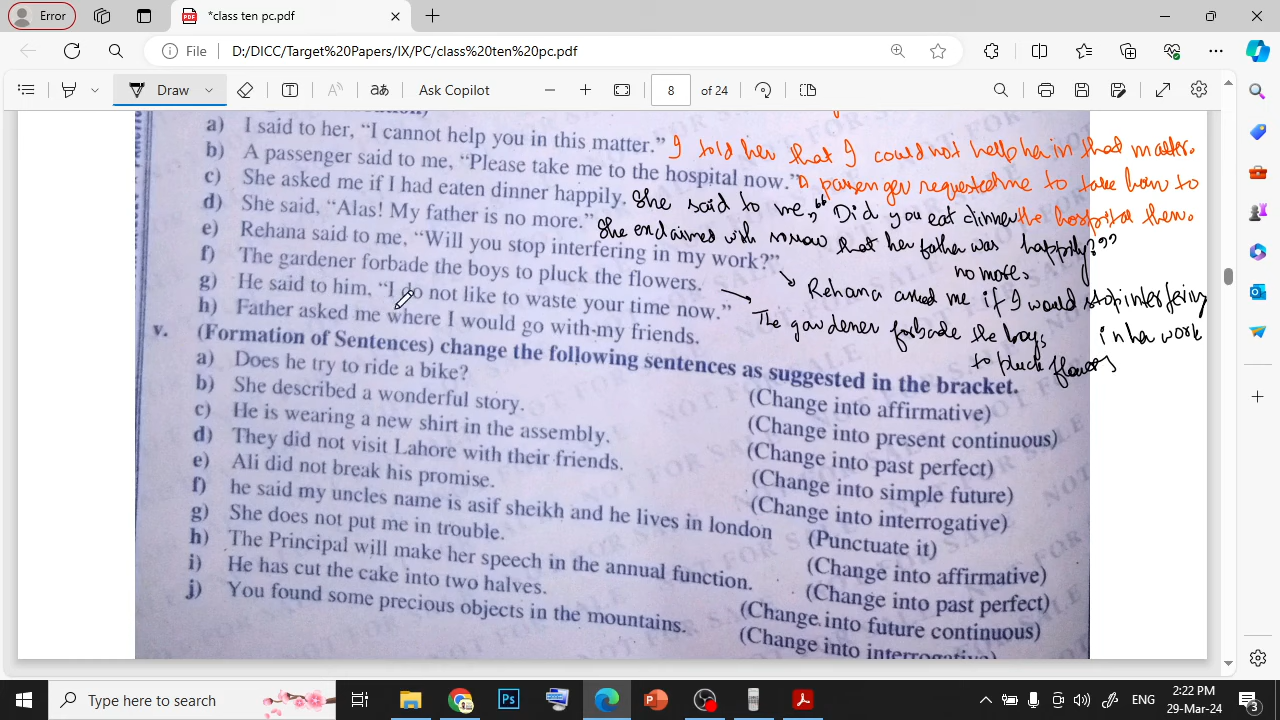 Error
*class ten pc.pdf
File
D:/DICC/Target%20Papers/IX/PC/class%20ten%20pc.pdf
Draw
Ask Copilot
8 of 24
a) I said to her, “I cannot help you in this matter.” I told her that I could not help her in that matter.
b) A passenger said to me, “Please take me to the hospital now.” A passenger requested me to take him to
the hospital then.
c) She asked me if I had eaten dinner happily. She said to me, “Did you eat dinner
happily?”
d) She said, “Alas! My father is no more.” She exclaimed with sorrow that her father was
no more.
e) Rehana said to me, “Will you stop interfering in my work?”
Rehana asked me if I would stop interfering
in her work
f) The gardener forbade the boys to pluck the flowers.
The gardener forbade the boys
to pluck flowers
g) He said to him, “I do not like to waste your time now.”
h) Father asked me where I would go with my friends.
v. (Formation of Sentences) change the following sentences as suggested in the bracket.
a) Does he try to ride a bike? (Change into affirmative)
b) She described a wonderful story. (Change into present continuous)
c) He is wearing a new shirt in the assembly. (Change into past perfect)
d) They did not visit Lahore with their friends. (Change into simple future)
e) Ali did not break his promise. (Change into interrogative)
f) he said my uncles name is asif sheikh and he lives in london (Punctuate it)
g) She does not put me in trouble. (Change into affirmative)
h) The Principal will make her speech in the annual function. (Change into past perfect)
i) He has cut the cake into two halves. (Change into future continuous)
j) You found some precious objects in the mountains. (Change into interrogative)
Type here to search
ENG
2:22 PM
29-Mar-24
3